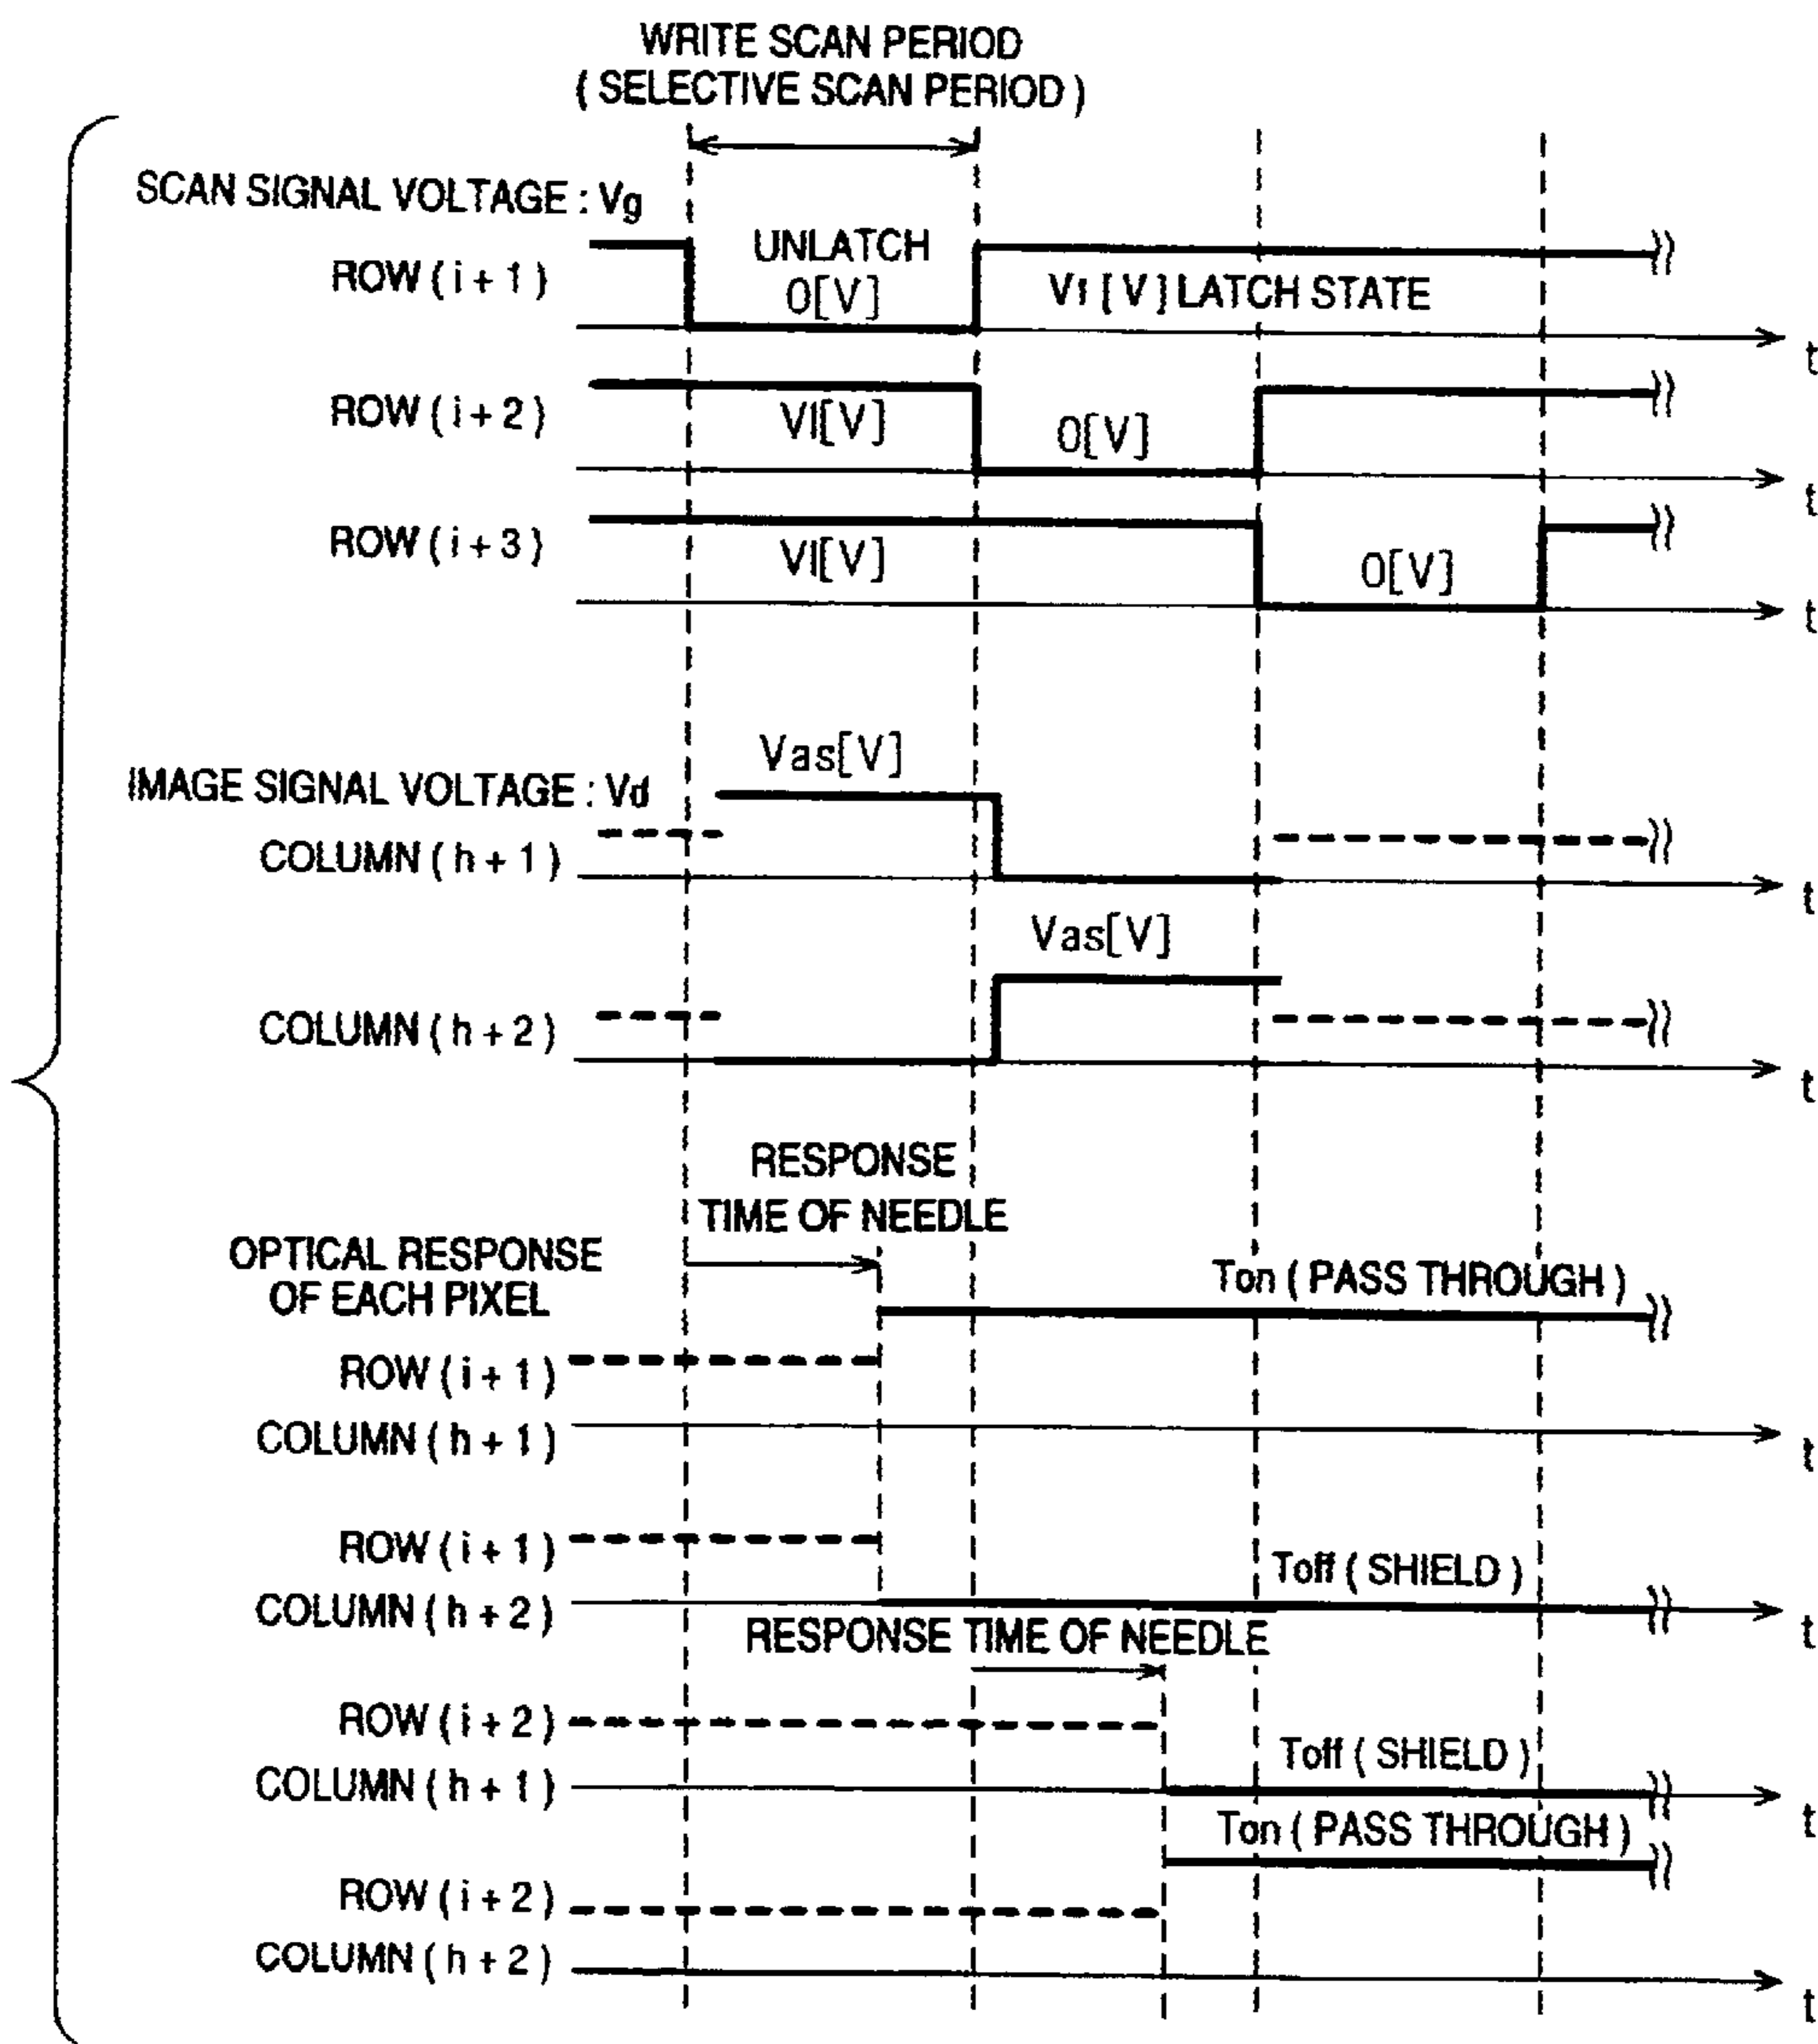 WRITE SCAN PERIOD
( SELECTIVE SCAN PERIOD )
SCAN SIGNAL VOLTAGE : Vg
ROW ( i + 1 )
UNLATCH
0[V]
Vl [ V ] LATCH STATE
t
ROW ( i + 2 )
Vl[V]
0[V]
t
ROW ( i + 3 )
Vl[V]
0[V]
t
IMAGE SIGNAL VOLTAGE : Vd
Vas[V]
COLUMN ( h + 1 )
t
Vas[V]
COLUMN ( h + 2 )
t
RESPONSE
TIME OF NEEDLE
OPTICAL RESPONSE
OF EACH PIXEL
Ton ( PASS THROUGH )
ROW ( i + 1 )
COLUMN ( h + 1 )
t
ROW ( i + 1 )
Toff ( SHIELD )
COLUMN ( h + 2 )
t
RESPONSE TIME OF NEEDLE
ROW ( i + 2 )
Toff ( SHIELD )
COLUMN ( h + 1 )
t
Ton ( PASS THROUGH )
ROW ( i + 2 )
COLUMN ( h + 2 )
t